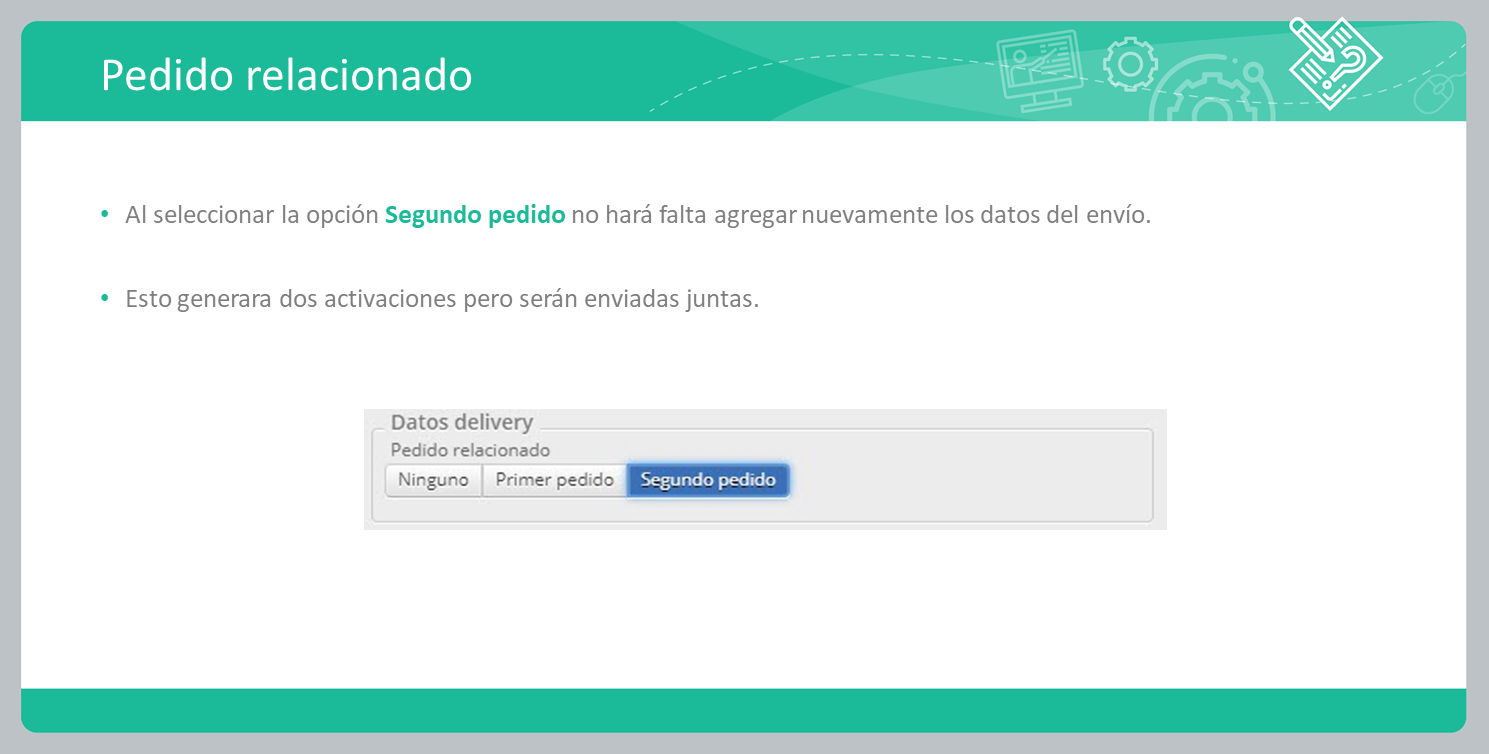 Pedido relacionado
• Al seleccionar la opción Segundo pedido no hará falta agregar nuevamente los datos del envío.
• Esto generara dos activaciones pero serán enviadas juntas.
Datos delivery
Pedido relacionado
Ninguno Primer pedido Segundo pedido